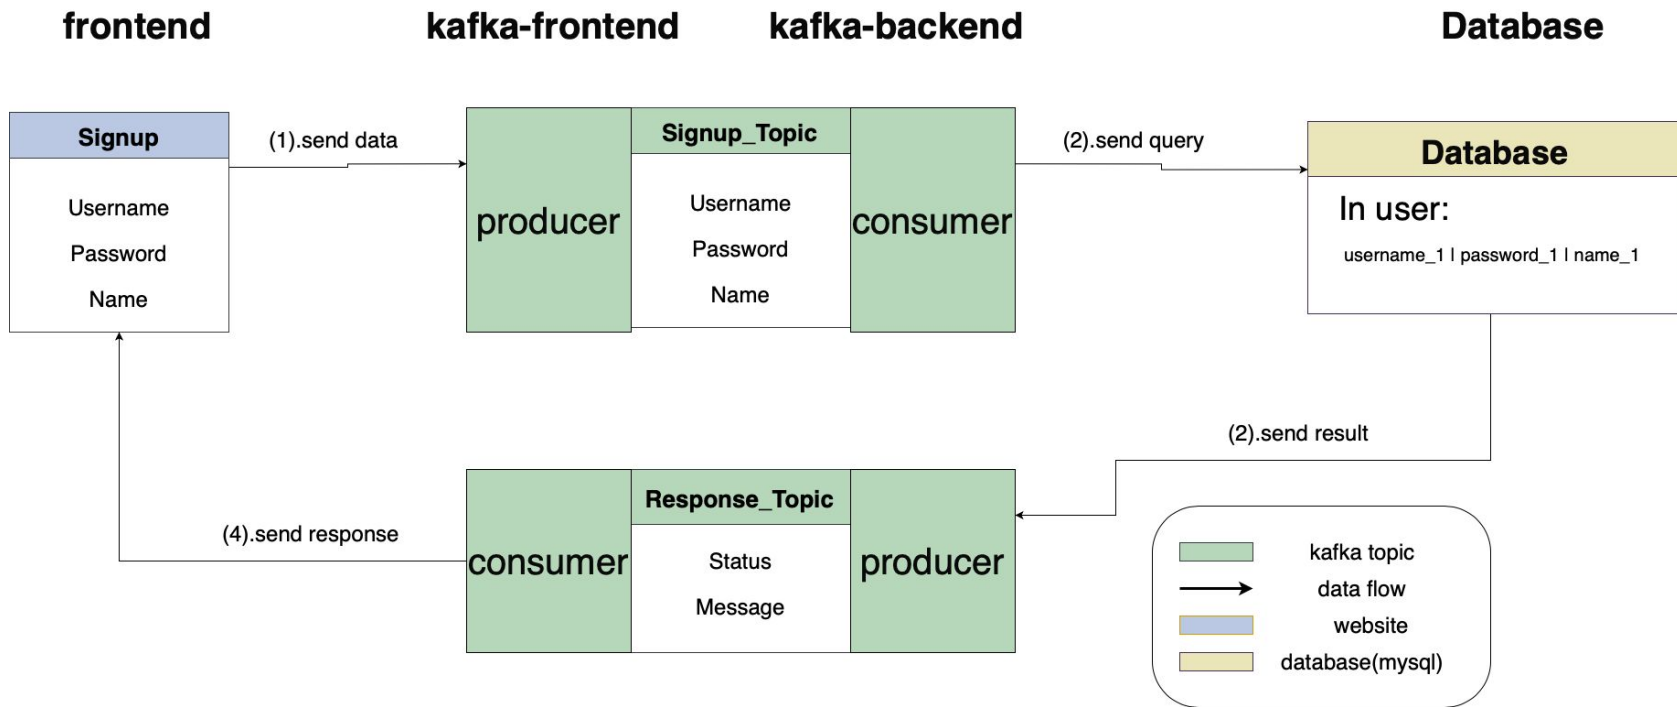 frontend
kafka-frontend
kafka-backend
Database
Signup
Username
Password
Name
(1).send data
producer
Signup_Topic
Username
Password
Name
consumer
(2).send query
Database
In user:
username_1 | password_1 | name_1
(2).send result
consumer
Response_Topic
Status
Message
producer
(4).send response
kafka topic
data flow
website
database(mysql)